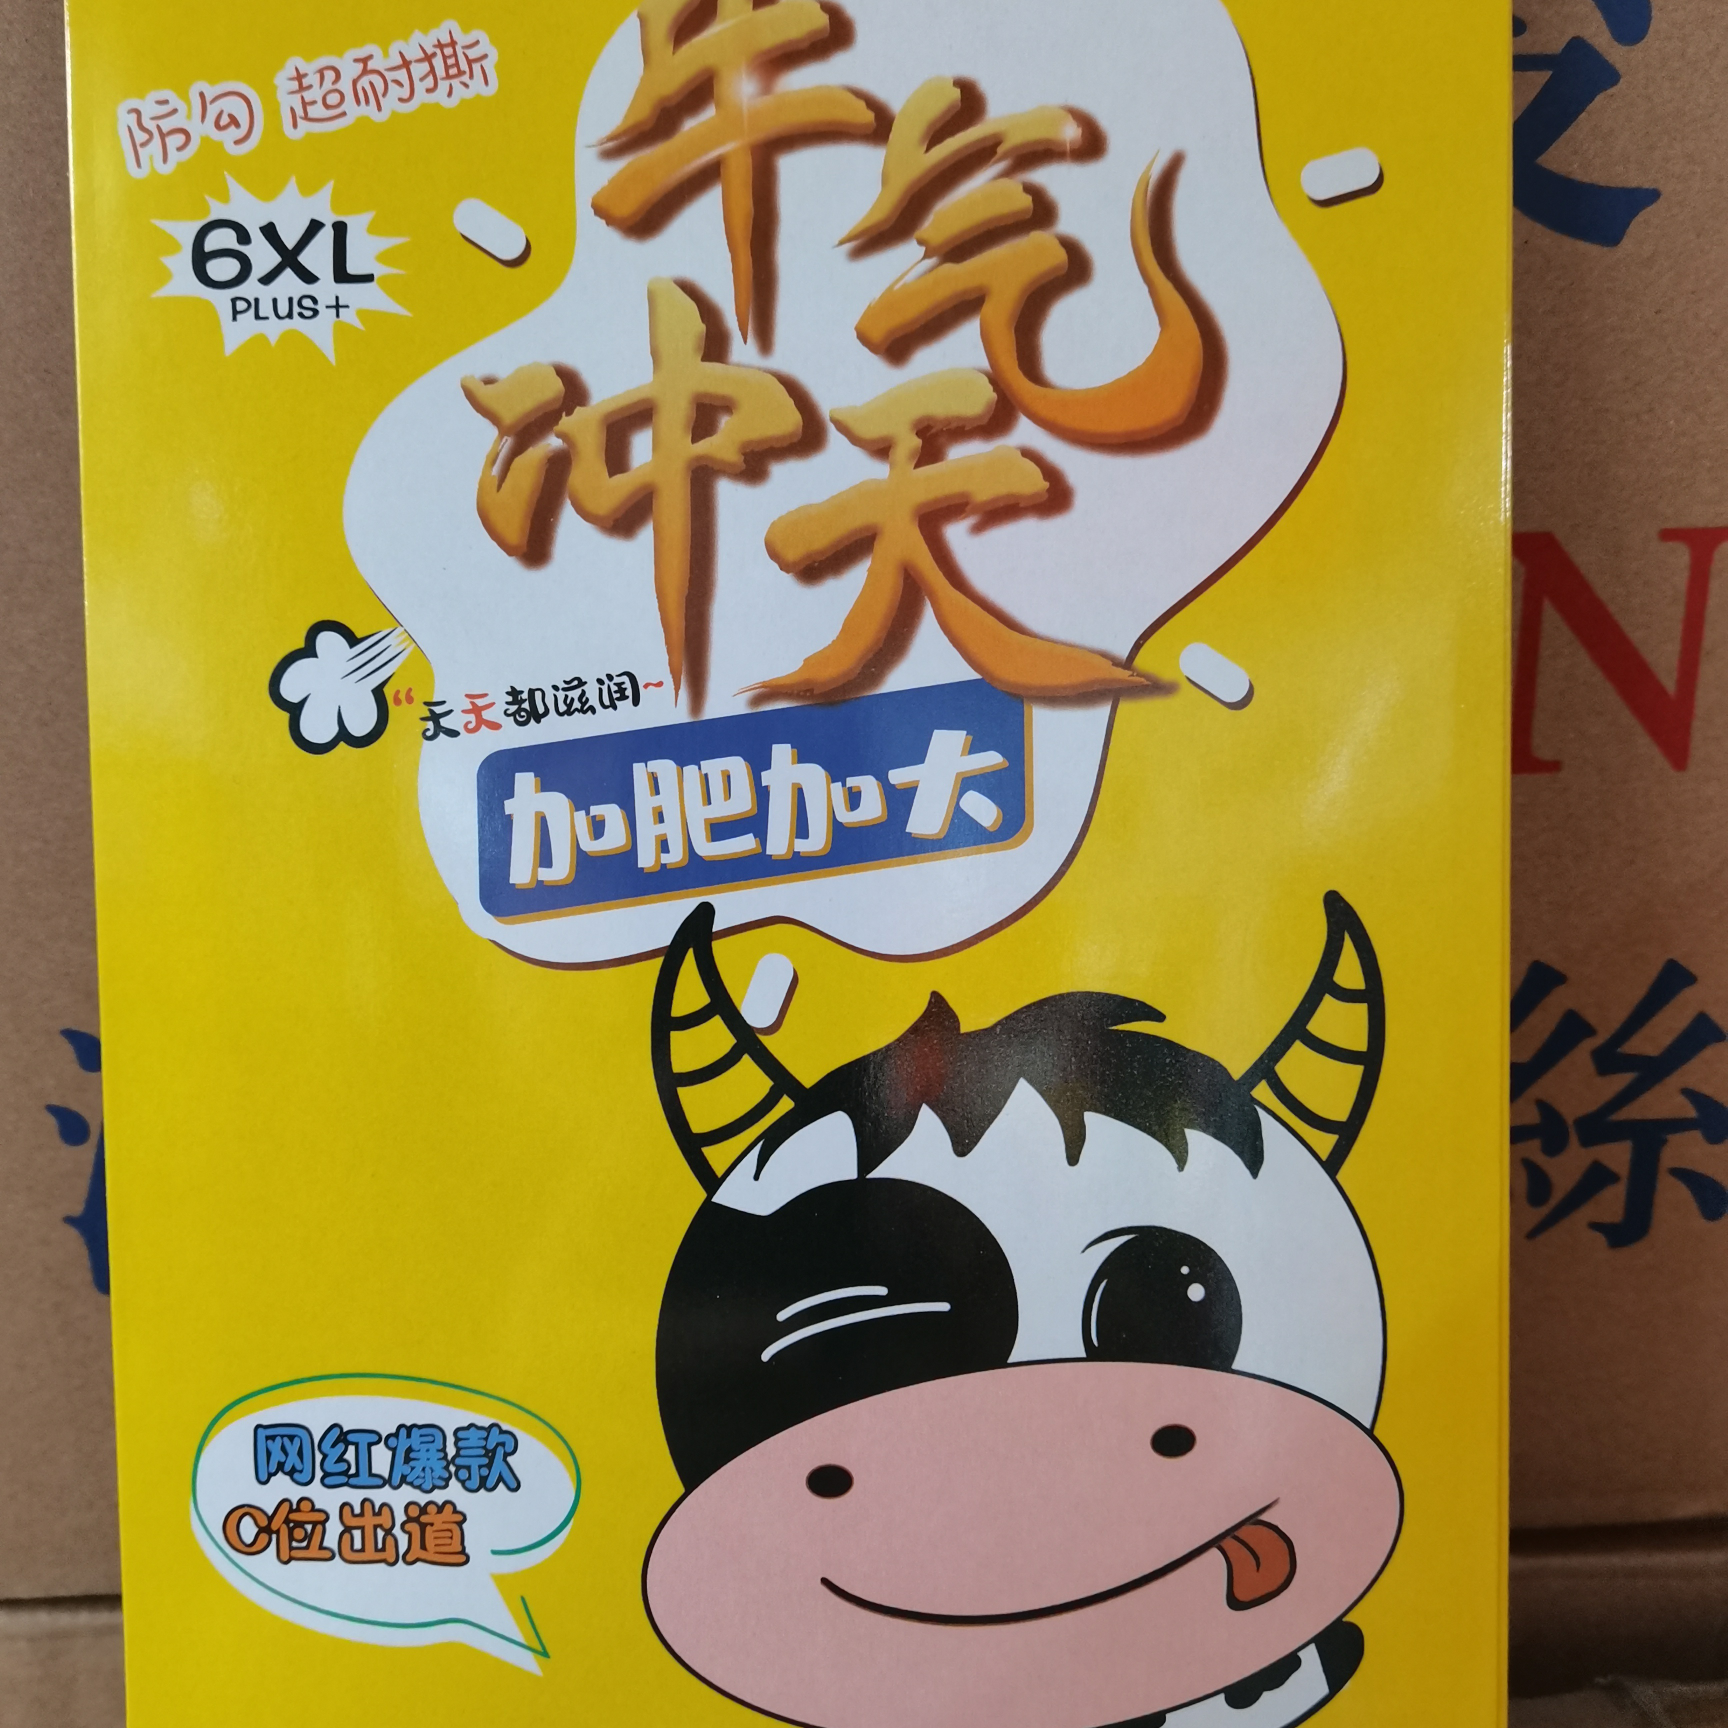 防勾 超耐撕
6XL
PLUS+
牛气
冲天
“天天都滋润~
加肥加大
网红爆款
C位出道
N
絲